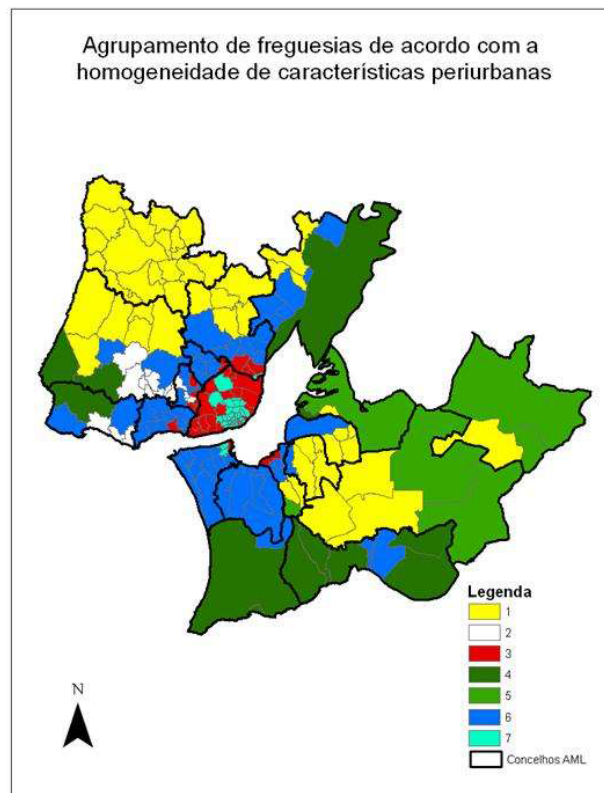 Agrupamento de freguesias de acordo com a
homogeneidade de características periurbanas
Legenda
1
2
3
4
5
6
7
Concelhos AML
N